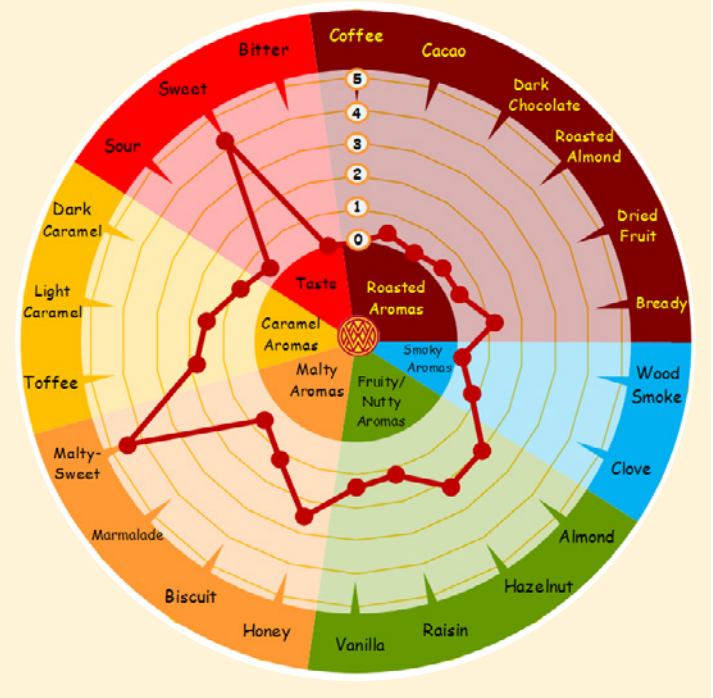 Bitter
Coffee
Cacao
Sweet
Dark
Chocolate
Sour
Roasted
Almond
Dark
Caramel
Dried
Fruit
Light
Caramel
Bready
Toffee
Wood
Smoke
Malty-
Sweet
Clove
Marmalade
Almond
Biscuit
Hazelnut
Honey
Vanilla
Raisin
5
4
3
2
1
0
Taste
Roasted
Aromas
Caramel
Aromas
Smoky
Aromas
Malty
Aromas
Fruity/
Nutty
Aromas